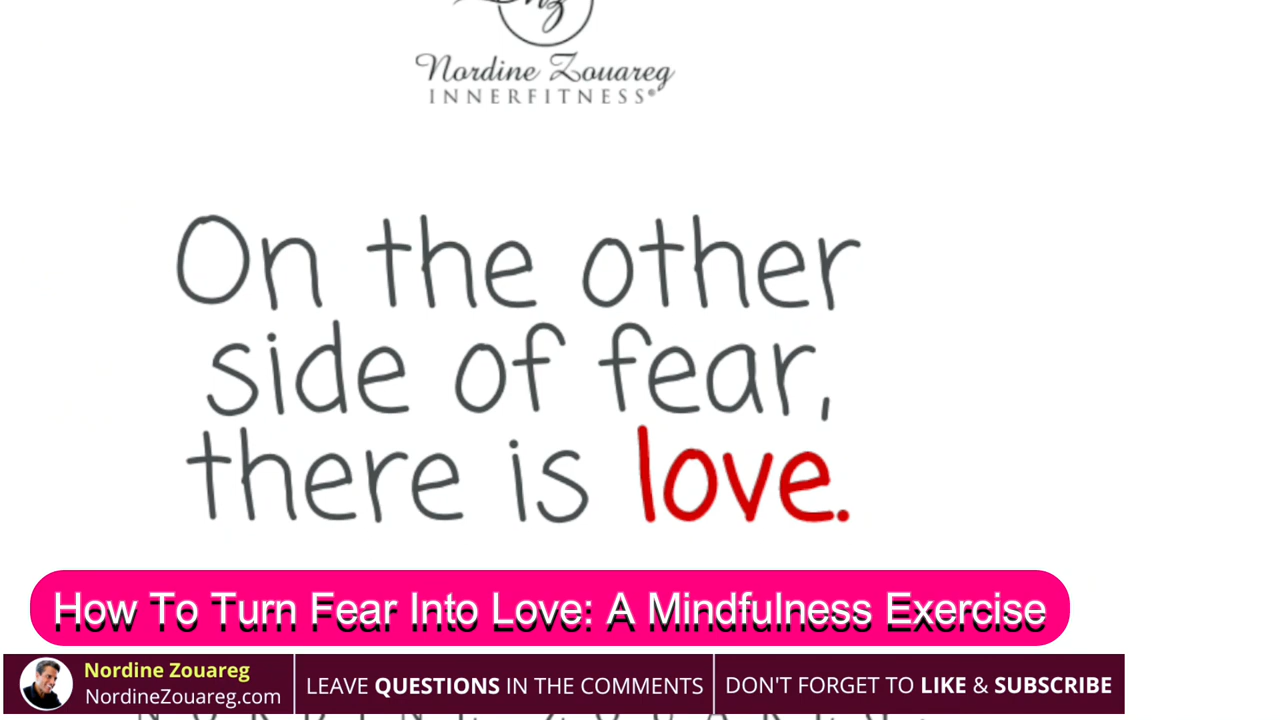 Nordine Zouareg
INNERFITNESS®
On the other
side of fear,
there is love.
How To Turn Fear Into Love: A Mindfulness Exercise
Nordine Zouareg
NordineZouareg.com
LEAVE QUESTIONS IN THE COMMENTS
DON'T FORGET TO LIKE & SUBSCRIBE